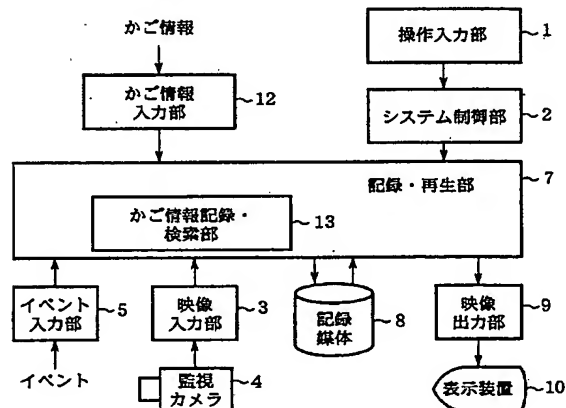 かご情報
操作入力部
1
かご情報
入力部
12
システム制御部
2
記録・再生部
7
かご情報記録・
検索部
13
イベント
入力部
5
映像
入力部
3
記録
媒体
8
映像
出力部
9
イベント
監視
カメラ
4
表示装置
10